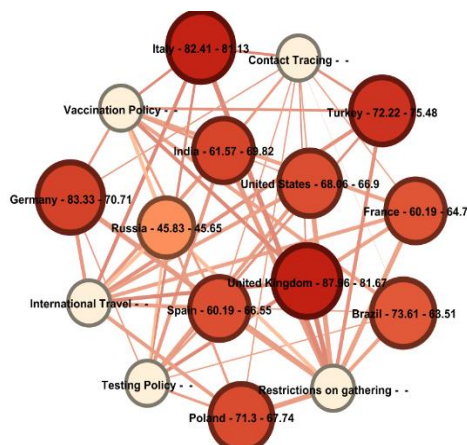 Italy - 82.41 - 81.13
Contact Tracing - -
Vaccination Policy - -
Turkey - 72.22 - 75.48
India - 61.57 - 69.82
United States - 68.06 - 66.9
Germany - 83.33 - 70.71
France - 60.19 - 64.7
Russia - 45.83 - 45.65
United Kingdom - 87.96 - 81.67
International Travel - -
Spain - 60.19 - 66.55
Brazil - 73.61 - 63.51
Testing Policy - -
Restrictions on gathering - -
Poland - 71.3 - 67.74